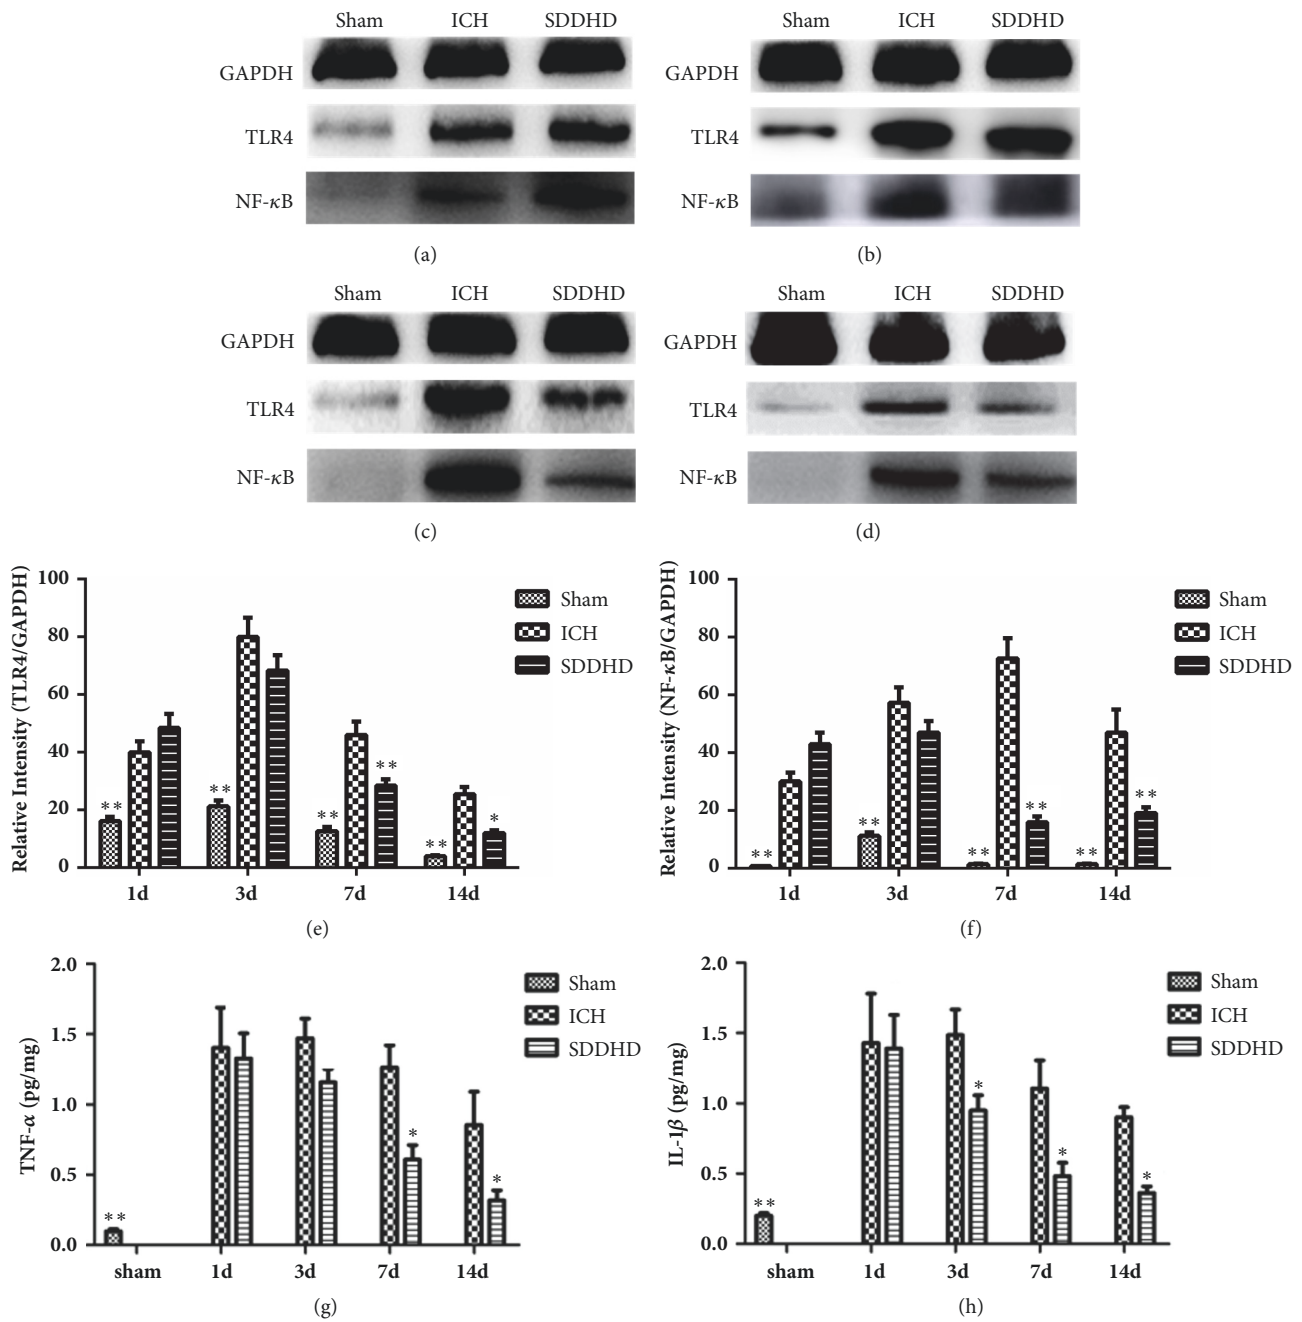 Sham ICH SDDHD
GAPDH
TLR4
NF-κB
(a)
Sham ICH SDDHD
GAPDH
TLR4
NF-κB
(b)
Sham ICH SDDHD
GAPDH
TLR4
NF-κB
(c)
Sham ICH SDDHD
GAPDH
TLR4
NF-κB
(d)
Relative Intensity (TLR4/GAPDH)
100
80
60
40
20
0
** ** ** ** ** *
1d 3d 7d 14d
Sham
ICH
SDDHD
(e)
Relative Intensity (NF-κB/GAPDH)
100
80
60
40
20
0
** ** ** ** ** **
1d 3d 7d 14d
Sham
ICH
SDDHD
(f)
TNF-α (pg/mg)
2.0
1.5
1.0
0.5
0.0
** * *
sham 1d 3d 7d 14d
Sham
ICH
SDDHD
(g)
IL-1β (pg/mg)
2.0
1.5
1.0
0.5
0.0
** * * *
sham 1d 3d 7d 14d
Sham
ICH
SDDHD
(h)